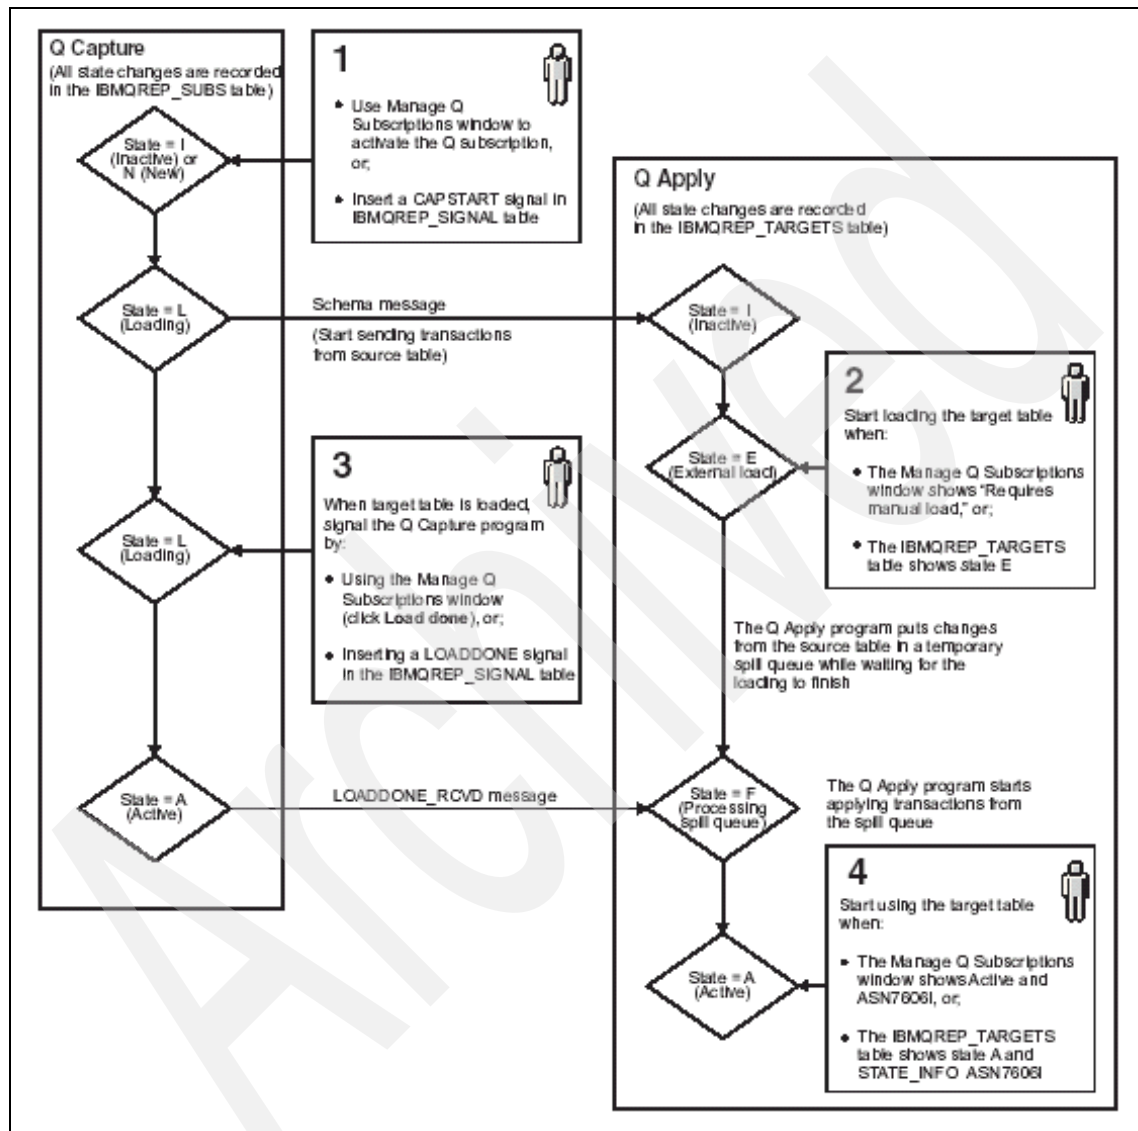 Q Capture
(All state changes are recorded
in the IBMQREP_SUBS table)
State = I
(Inactive) or
N (New)
1
• Use Manage Q
Subscriptions window to
activate the Q subscription,
or;
• Insert a CAPSTART signal in
IBMQREP_SIGNAL table
Q Apply
(All state changes are recorded
in the IBMQREP_TARGETS table)
State = L
(Loading)
Schema message
(Start sending transactions
from source table)
State = I
(Inactive)
2
Start loading the target table
when:
• The Manage Q Subscriptions
window shows “Requires
manual load,” or;
• The IBMQREP_TARGETS
table shows state E
State = E
(External load)
3
When target table is loaded,
signal the Q Capture program
by:
• Using the Manage Q
Subscriptions window
(click Load done), or;
• Inserting a LOADDONE signal
in the IBMQREP_SIGNAL table
State = L
(Loading)
The Q Apply program puts changes
from the source table in a temporary
spill queue while waiting for the
loading to finish
State = A
(Active)
LOADDONE_RCVD message
State = F
(Processing
spill queue)
The Q Apply program starts
applying transactions from
the spill queue
4
Start using the target table
when:
• The Manage Q Subscriptions
window shows Active and
ASN7606I, or;
• The IBMQREP_TARGETS
table shows state A and
STATE_INFO ASN7606I
State = A
(Active)
Archived